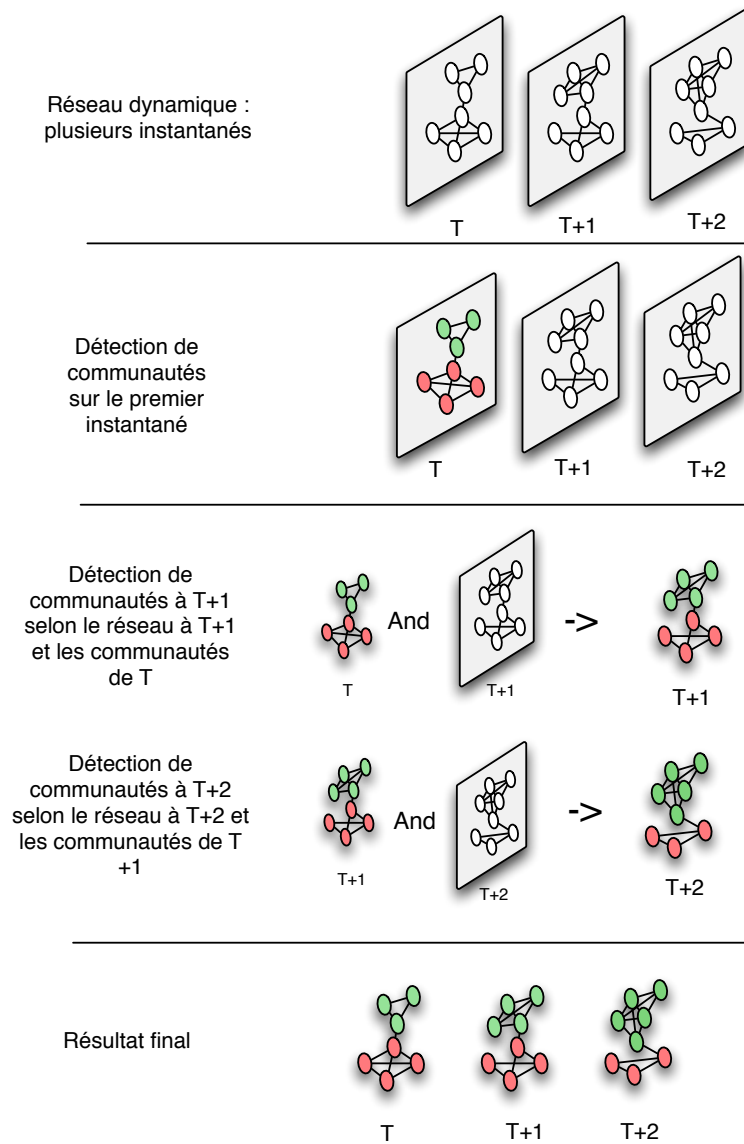 Réseau dynamique :
plusieurs instantanés
T
T+1
T+2
Détection de
communautés
sur le premier
instantané
T
T+1
T+2
Détection de
communautés à T+1
selon le réseau à T+1
et les communautés
de T
And
->
T
T+1
T+1
Détection de
communautés à T+2
selon le réseau à T+2 et
les communautés de T
+1
And
->
T+1
T+2
T+2
Résultat final
T
T+1
T+2